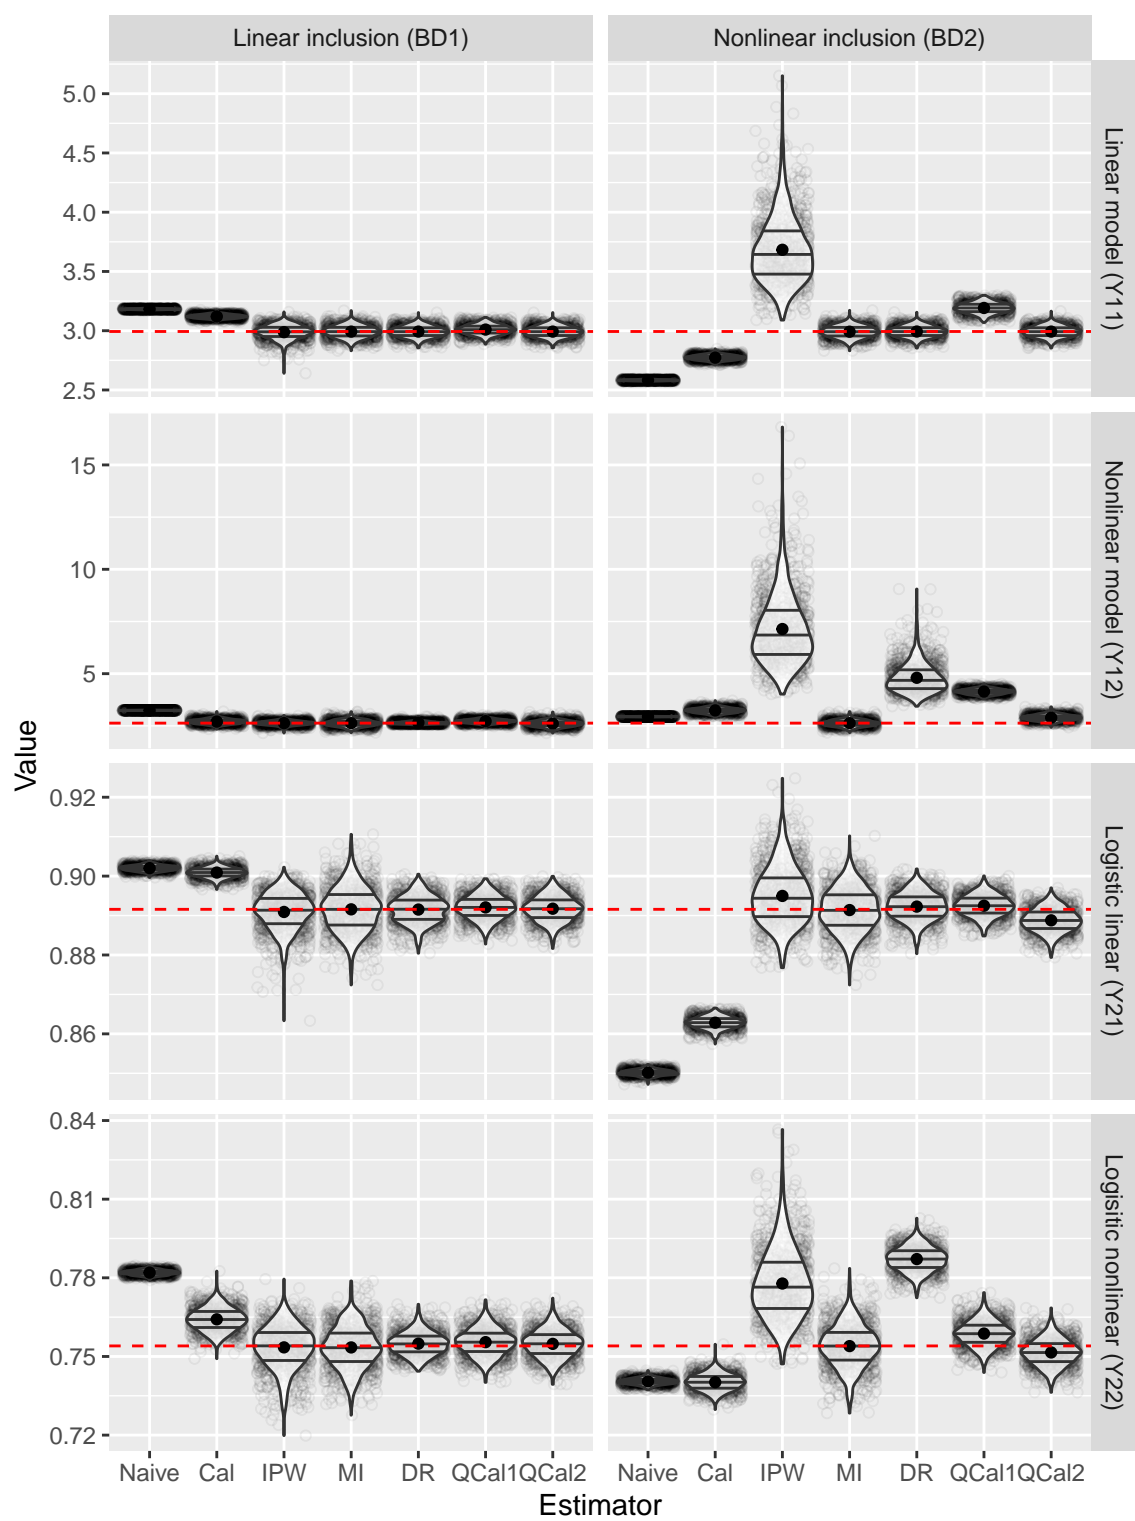 Linear inclusion (BD1)
Nonlinear inclusion (BD2)
5.0
4.5
4.0
3.5
3.0
2.5
Linear model (Y11)
15
10
5
Nonlinear model (Y12)
0.92
0.90
0.88
0.86
Logistic linear (Y21)
0.84
0.81
0.78
0.75
0.72
Logisitic nonlinear (Y22)
Value
Naive Cal IPW MI DR QCal1 QCal2
Naive Cal IPW MI DR QCal1 QCal2
Estimator